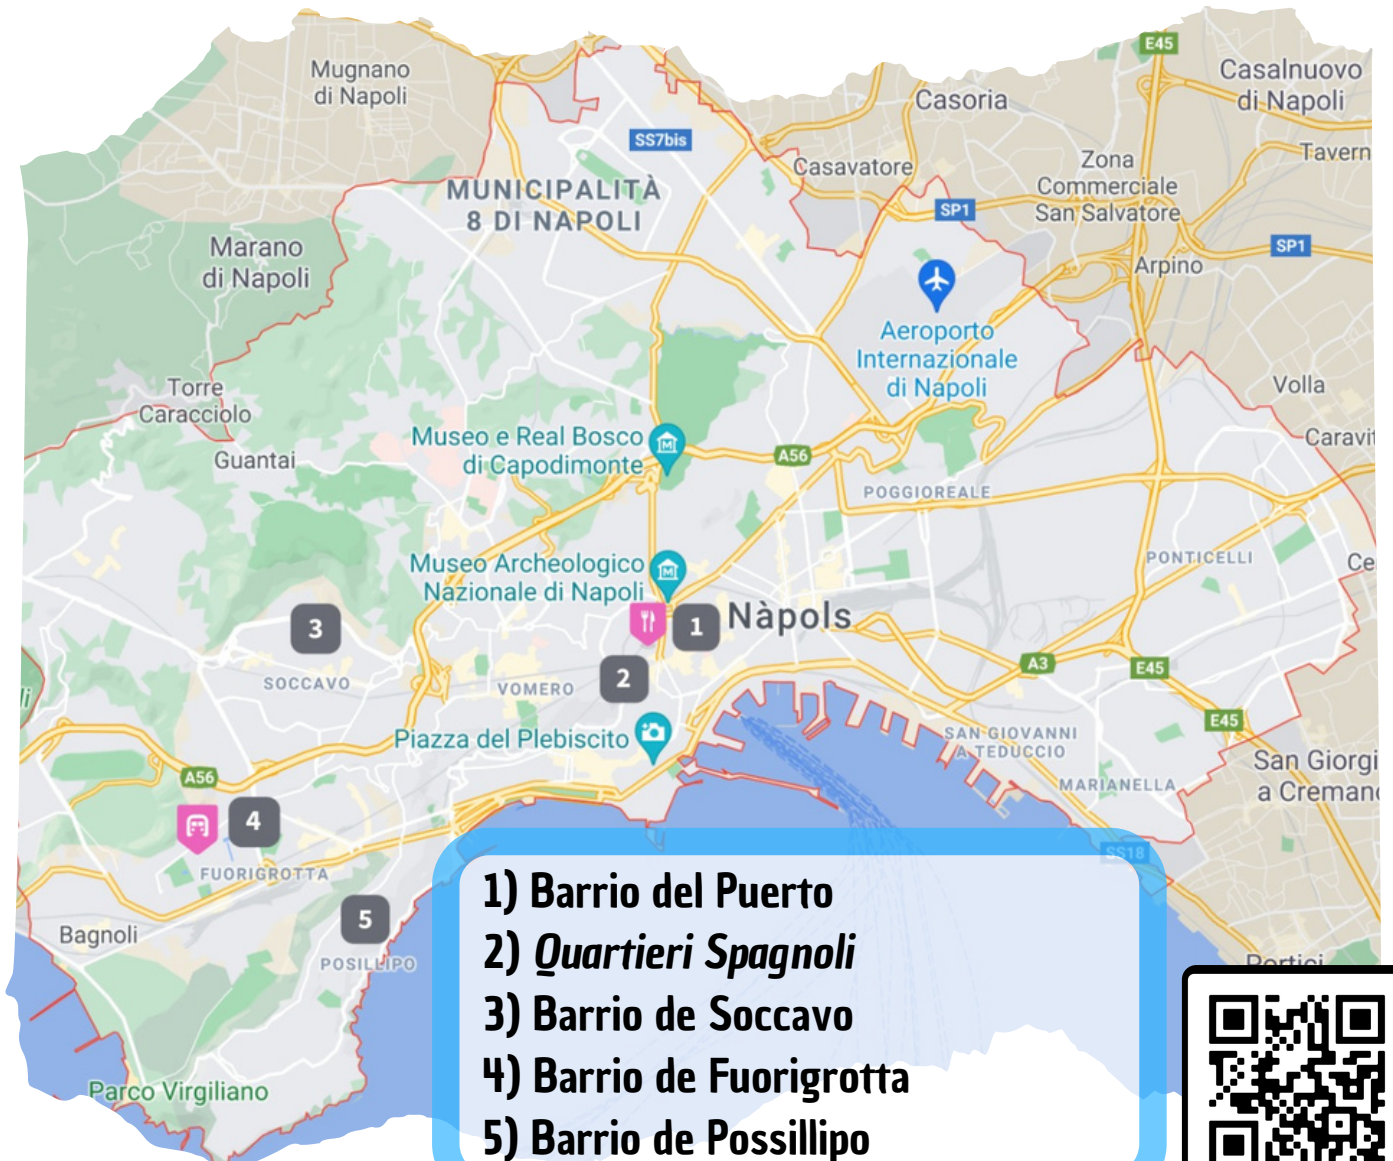 E45
Mugnano
di Napoli
Casalnuovo
di Napoli
Casoria
SS7bis
Tavern
Casavatore
Zona
Commerciale
San Salvatore
MUNICIPALITÀ
8 DI NAPOLI
SP1
SP1
Marano
di Napoli
Arpino
Aeroporto
Internazionale
di Napoli
Torre
Caracciolo
Volla
Museo e Real Bosco
di Capodimonte
M
Caravit
Guantai
A56
POGGIOREALE
Museo Archeologico
Nazionale di Napoli
M
PONTICELLI
Ce
3
1
Nàpols
A3
E45
SOCCAVO
VOMERO
2
li
E45
Piazza del Plebiscito
SAN GIOVANNI
A TEDUCCIO
San Giorgi
a Creman
A56
MARIANELLA
4
SS18
FUORIGROTTA
5
Bagnoli
POSILLIPO
Portici
Parco Virgiliano
1) Barrio del Puerto
2) Quartieri Spagnoli
3) Barrio de Soccavo
4) Barrio de Fuorigrotta
5) Barrio de Possillipo